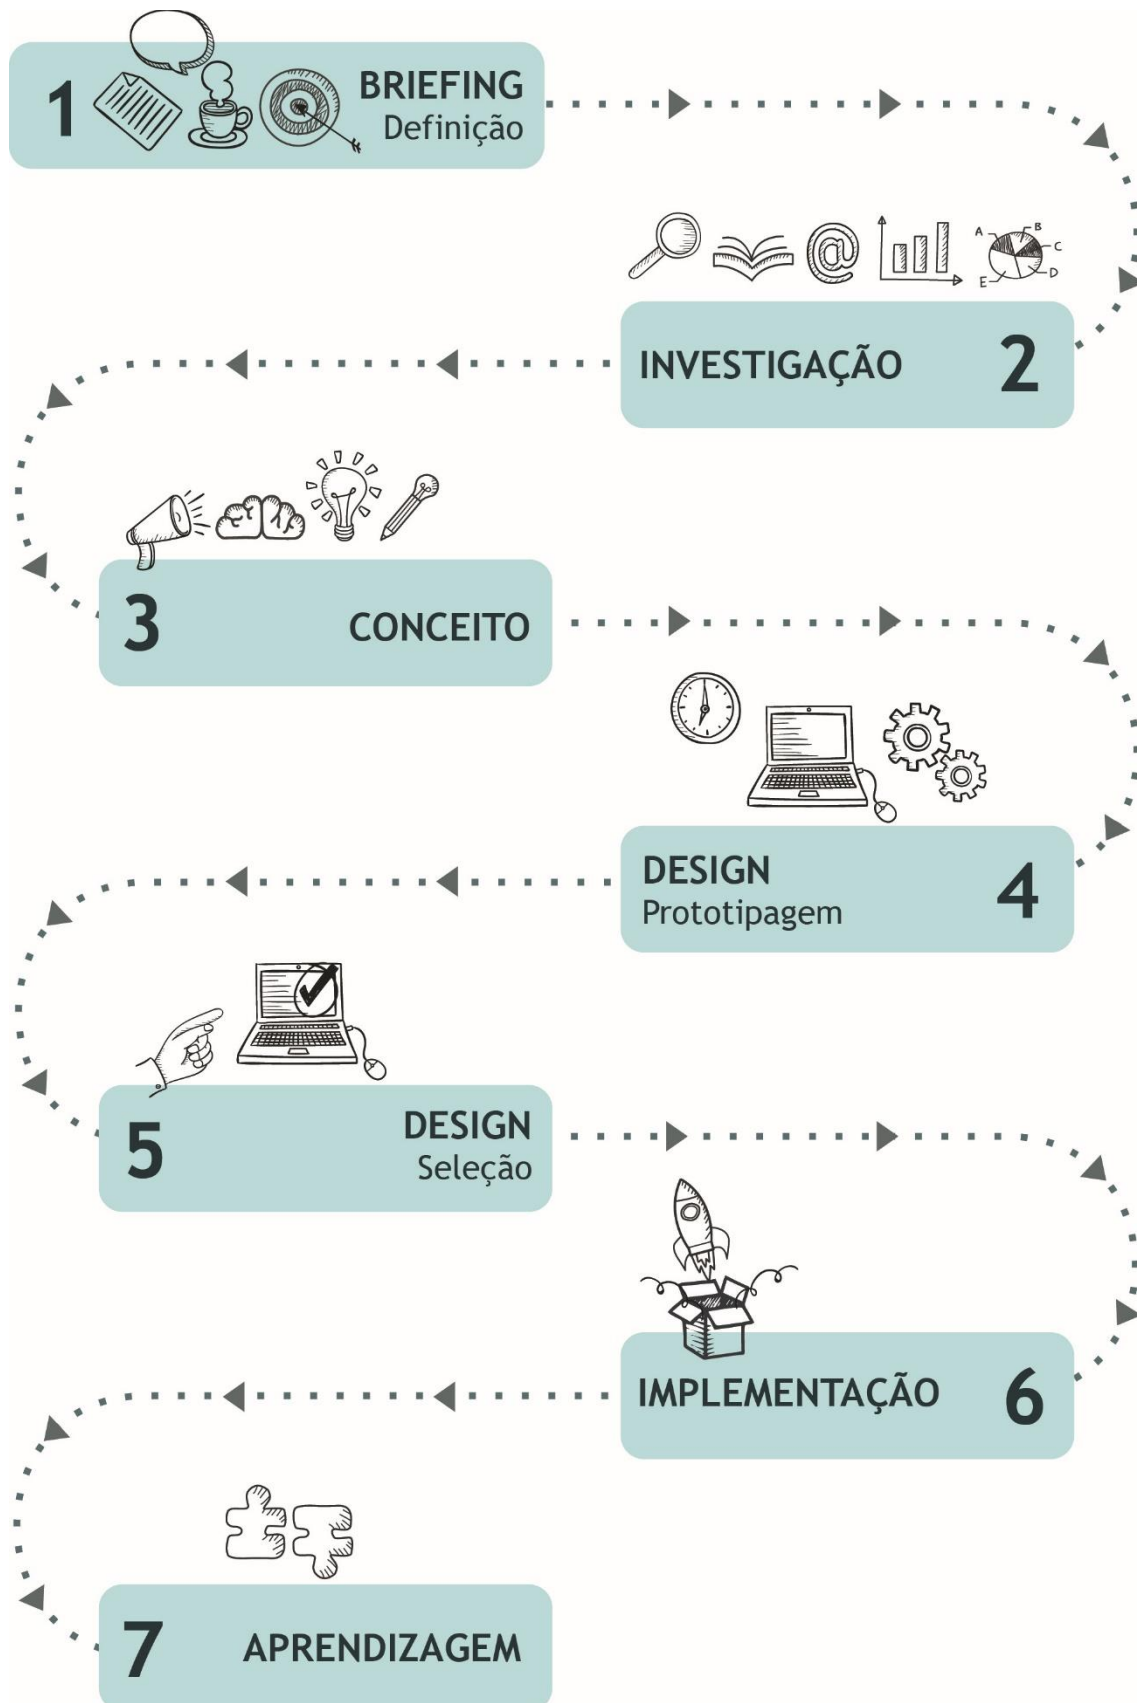 1
BRIEFING
Definição
@
A
B
C
D
E
INVESTIGAÇÃO
2
3
CONCEITO
DESIGN
Prototipagem
4
5
DESIGN
Seleção
IMPLEMENTAÇÃO
6
7
APRENDIZAGEM